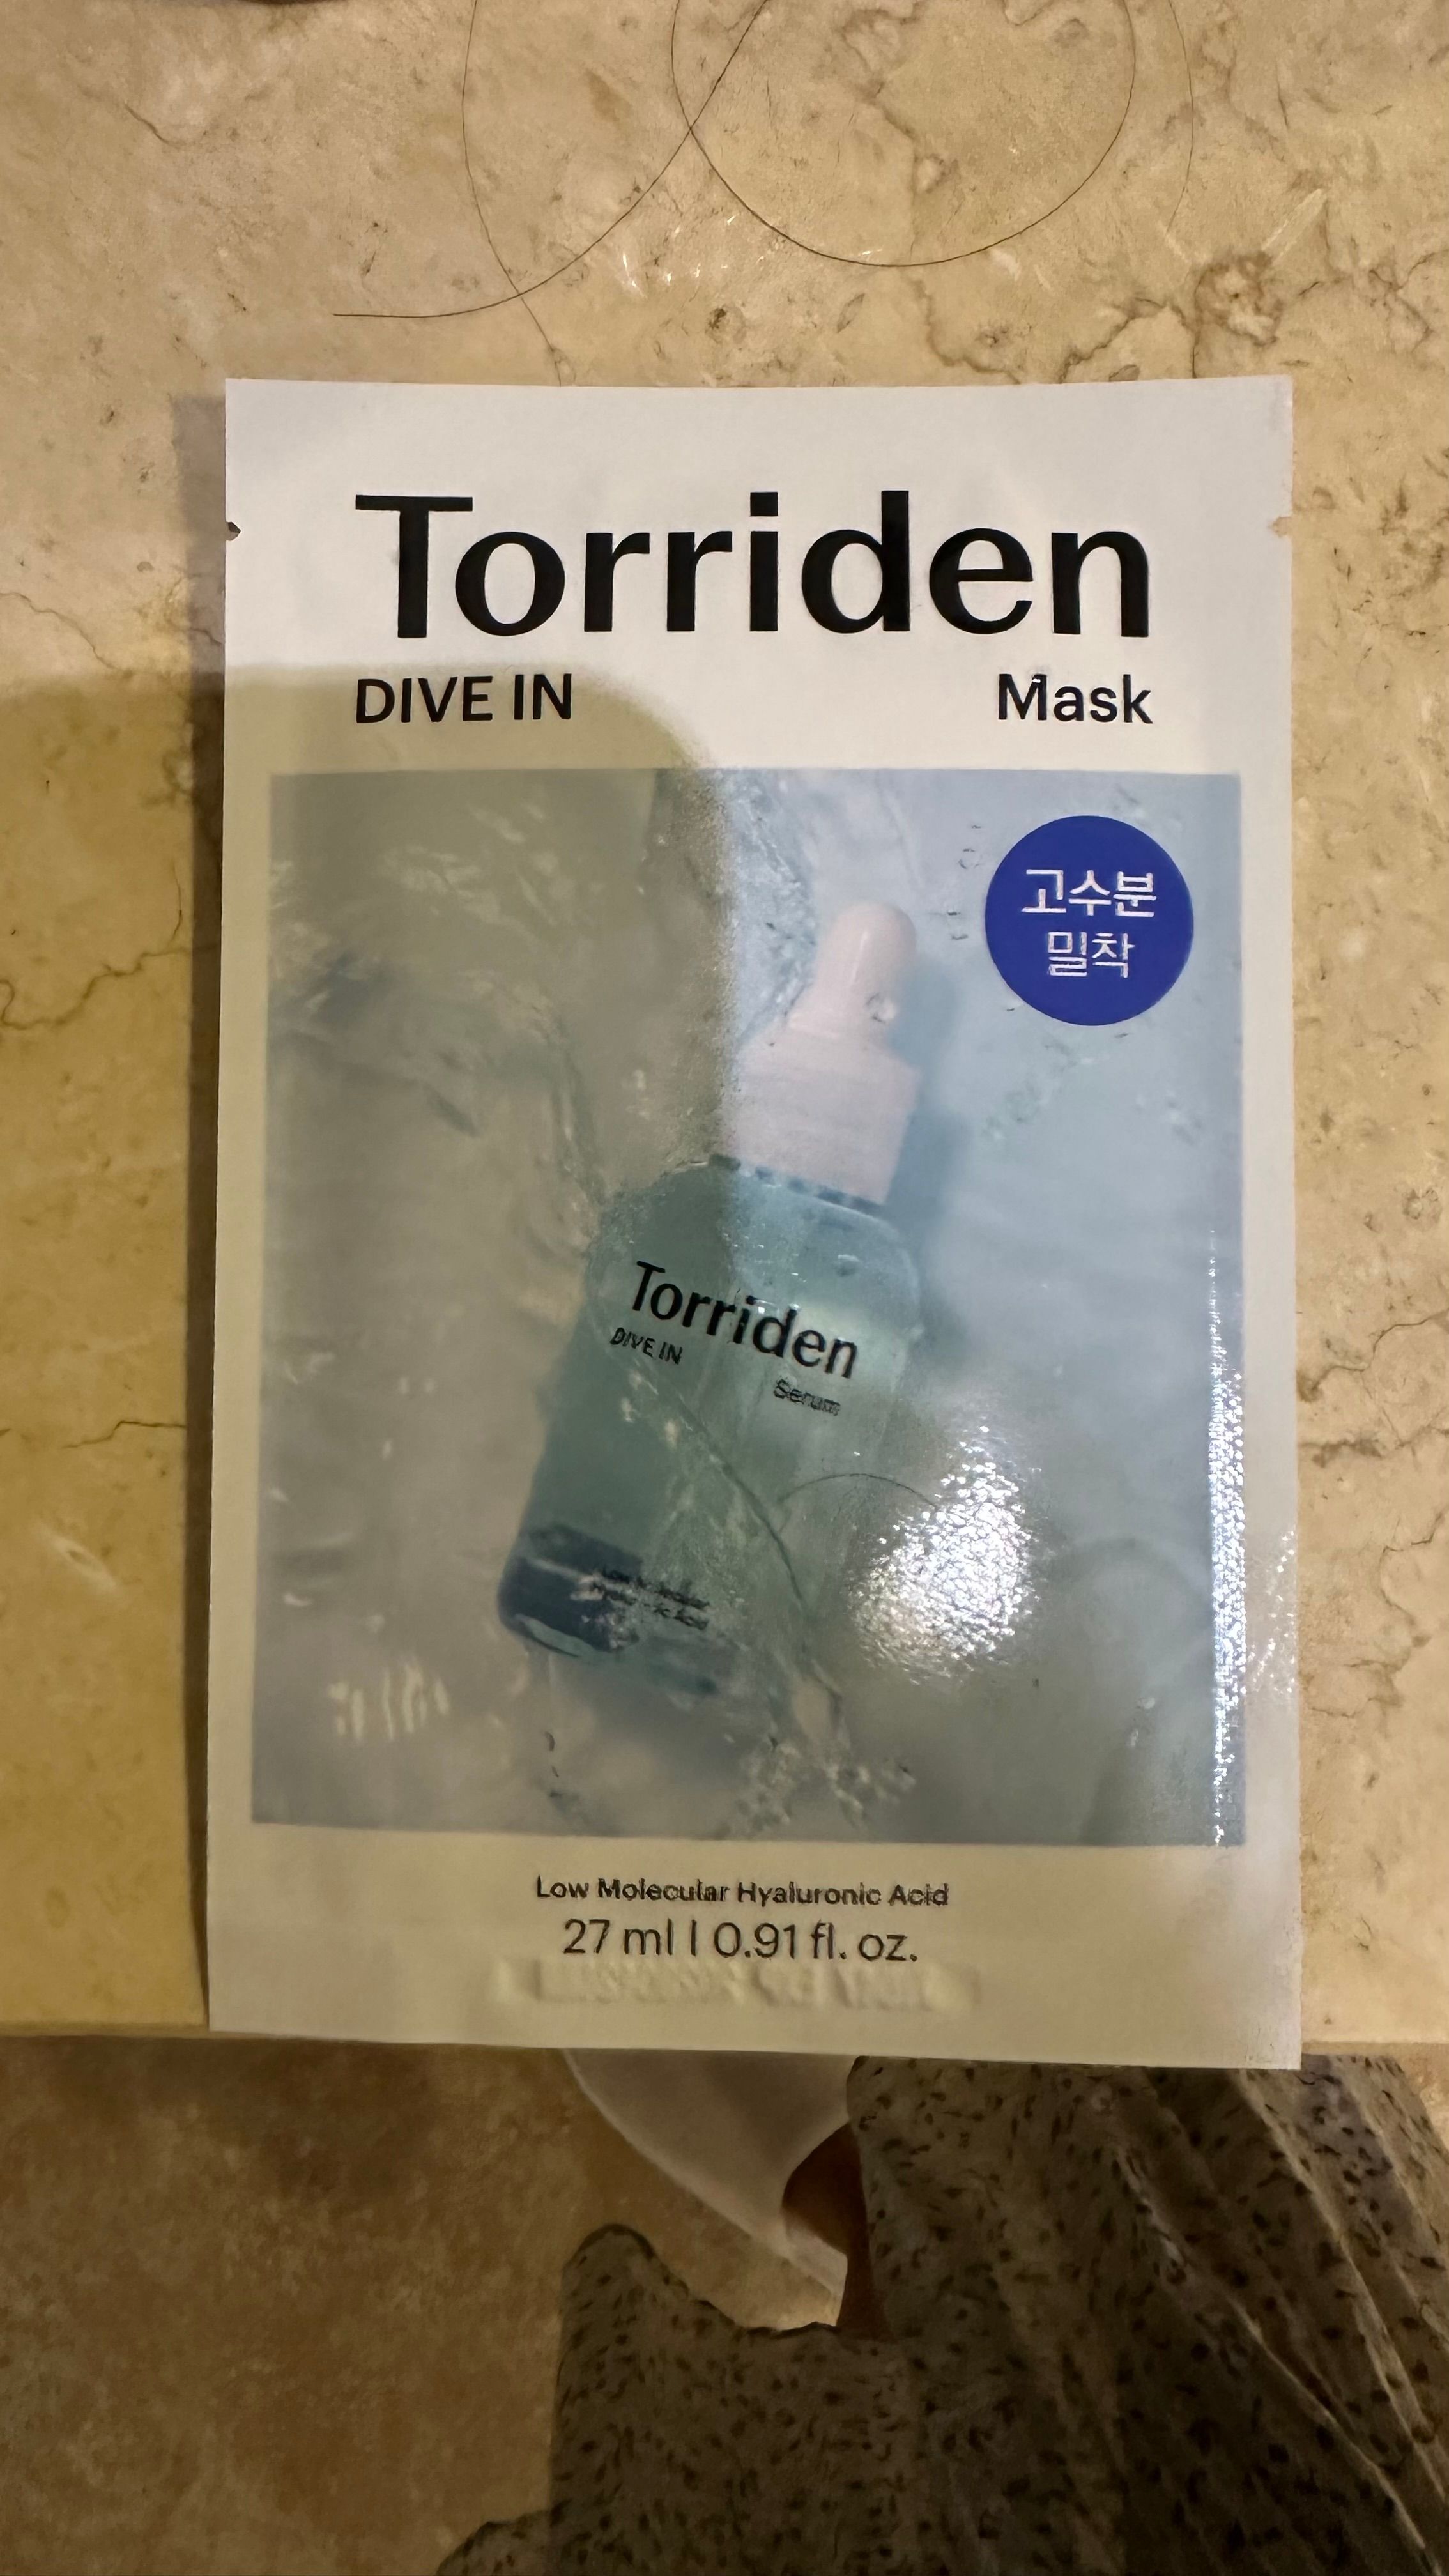 Torriden
DIVE IN Mask
고수분
밀착
Torriden
DIVE IN
Serum
Low Molecular Hyaluronic Acid
27 ml | 0.91 fl. oz.